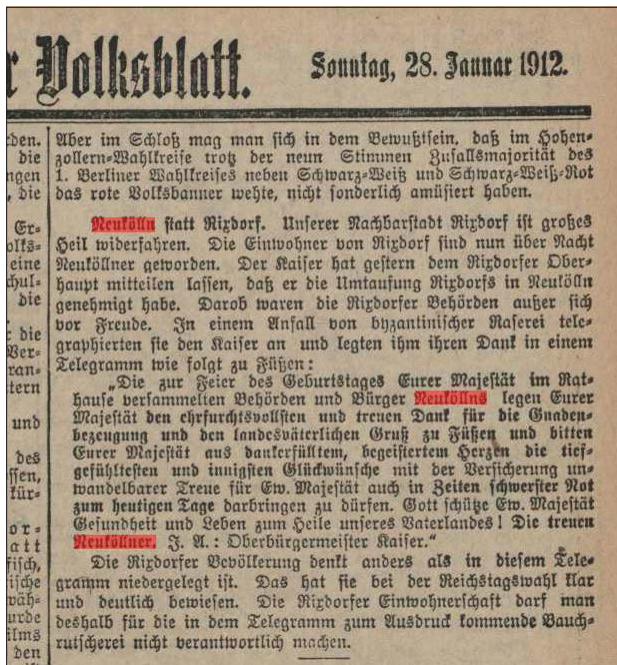 r Volksblatt. Sonntag, 28. Januar 1912.
Aber im Schloß mag man sich in dem Bewußtsein, daß im Hohen-
zollern-Wahlkreise trotz der neun Stimmen Zufallsmajorität des
1. Berliner Wahlkreises neben Schwarz-Weiß und Schwarz-Weiß-Rot
das rote Volksbanner wehte, nicht sonderlich amüsiert haben.
Neukölln statt Rixdorf. Unserer Nachbarstadt Rixdorf ist großes
Heil widerfahren. Die Einwohner von Rixdorf sind nun über Nacht
Neuköllner geworden. Der Kaiser hat gestern dem Rixdorfer Ober-
haupt mitteilen lassen, daß er die Umtaufung Rixdorfs in Neukölln
genehmigt habe. Darob waren die Rixdorfer Behörden außer sich
vor Freude. In einem Anfall von byzantinischer Raserei tele-
graphierten sie den Kaiser an und legten ihm ihren Dank in einem
Telegramm wie folgt zu Füßen:
„Die zur Feier des Geburtstages Eurer Majestät im Rat-
hause versammelten Behörden und Bürger Neuköllns legen Eurer
Majestät den ehrfurchtsvollsten und treuen Dank für die Gnaden-
bezeugung und den landesväterlichen Gruß zu Füßen und bitten
Eurer Majestät aus dankerfülltem, begeistertem Herzen die tief-
gefühltesten und innigsten Glückwünsche mit der Versicherung un-
wandelbarer Treue für Ew. Majestät auch in Zeiten schwerster Not
zum heutigen Tage darbringen zu dürfen. Gott schütze Ew. Majestät
Gesundheit und Leben zum Heile unseres Vaterlandes! Die treuen
Neuköllner. J. A.: Oberbürgermeister Kaiser.“
Die Rixdorfer Bevölkerung denkt anders als in diesem Tele-
gramm niedergelegt ist. Das hat sie bei der Reichstagswahl klar
und deutlich bewiesen. Die Rixdorfer Einwohnerschaft darf man
deshalb für die in dem Telegramm zum Ausdruck kommende Bauch-
rutscherei nicht verantwortlich machen.